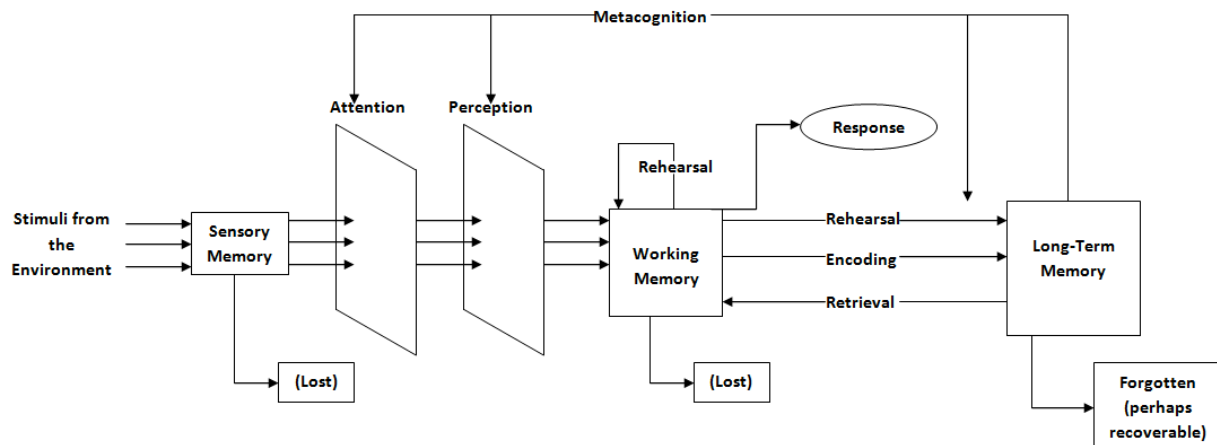 Metacognition
Attention
Perception
Response
Rehearsal
Stimuli from
the
Environment
Sensory
Memory
Working
Memory
Rehearsal
Encoding
Retrieval
Long-Term
Memory
(Lost)
(Lost)
Forgotten
(perhaps
recoverable)